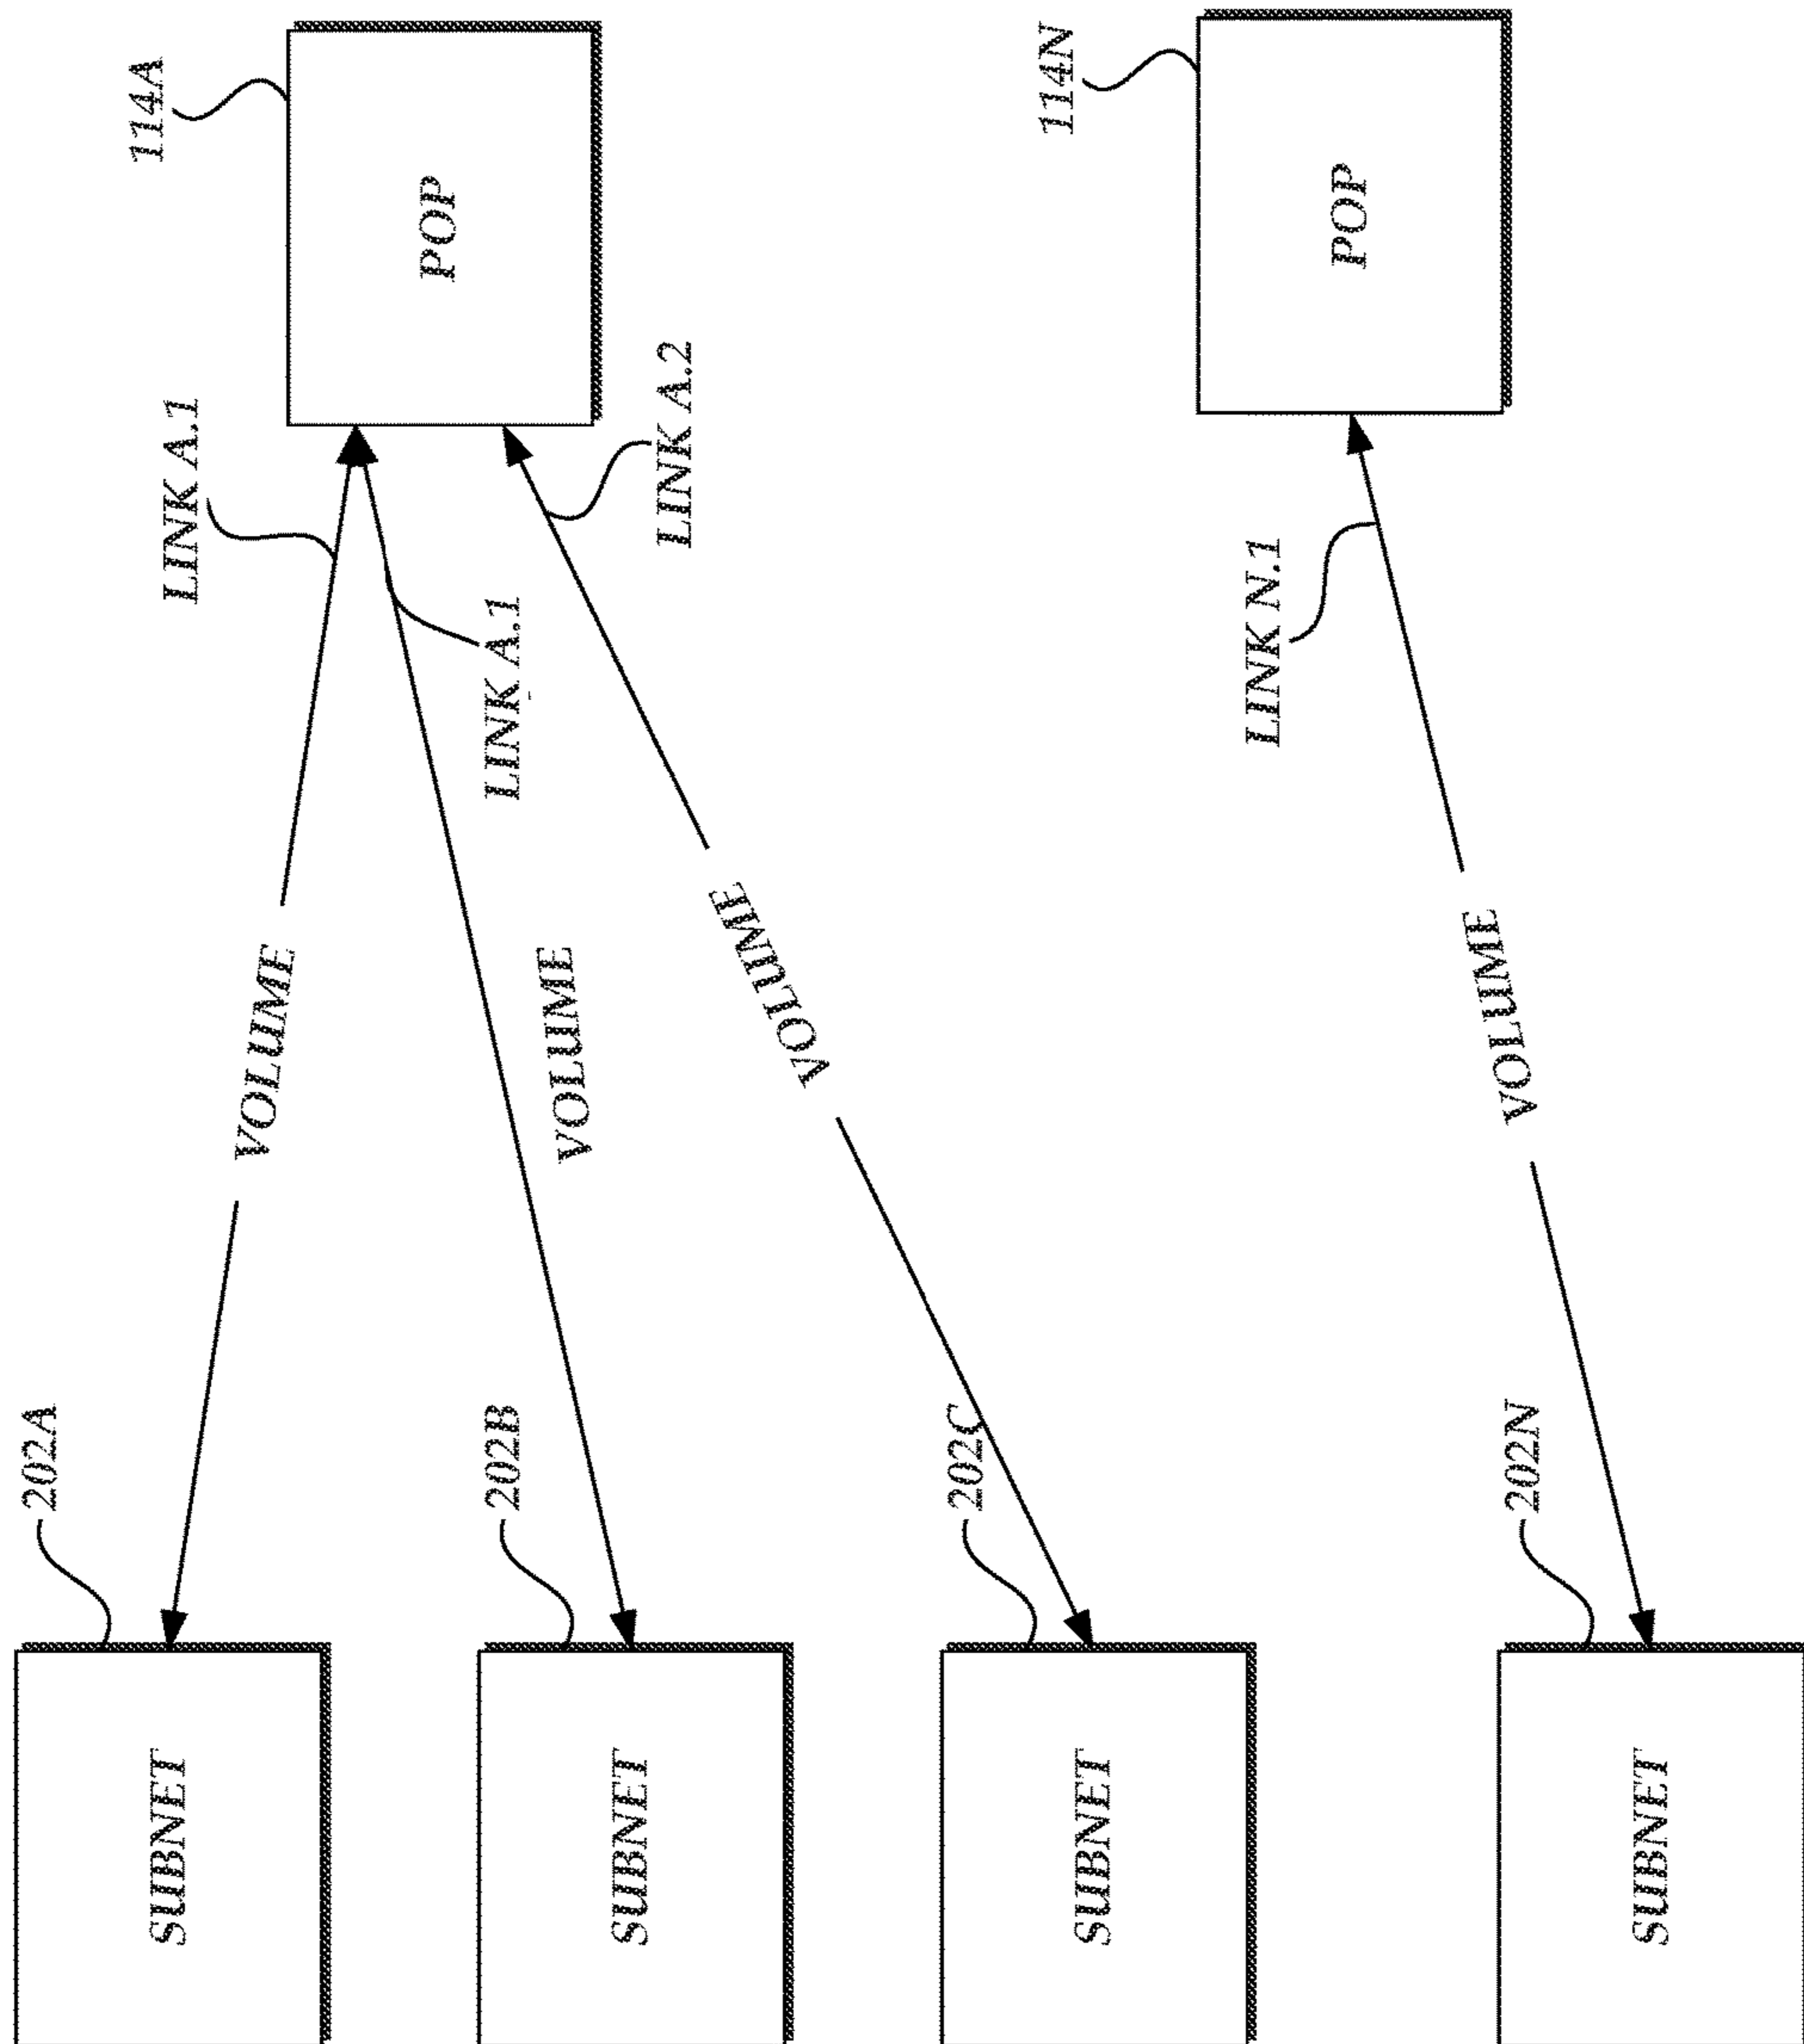 SUBNET
202A
VOLUME
LINK A.1
114A
POP
SUBNET
202B
VOLUME
LINK A.1
LINK A.2
SUBNET
202C
VOLUME
SUBNET
202N
VOLUME
LINK N.1
114N
POP